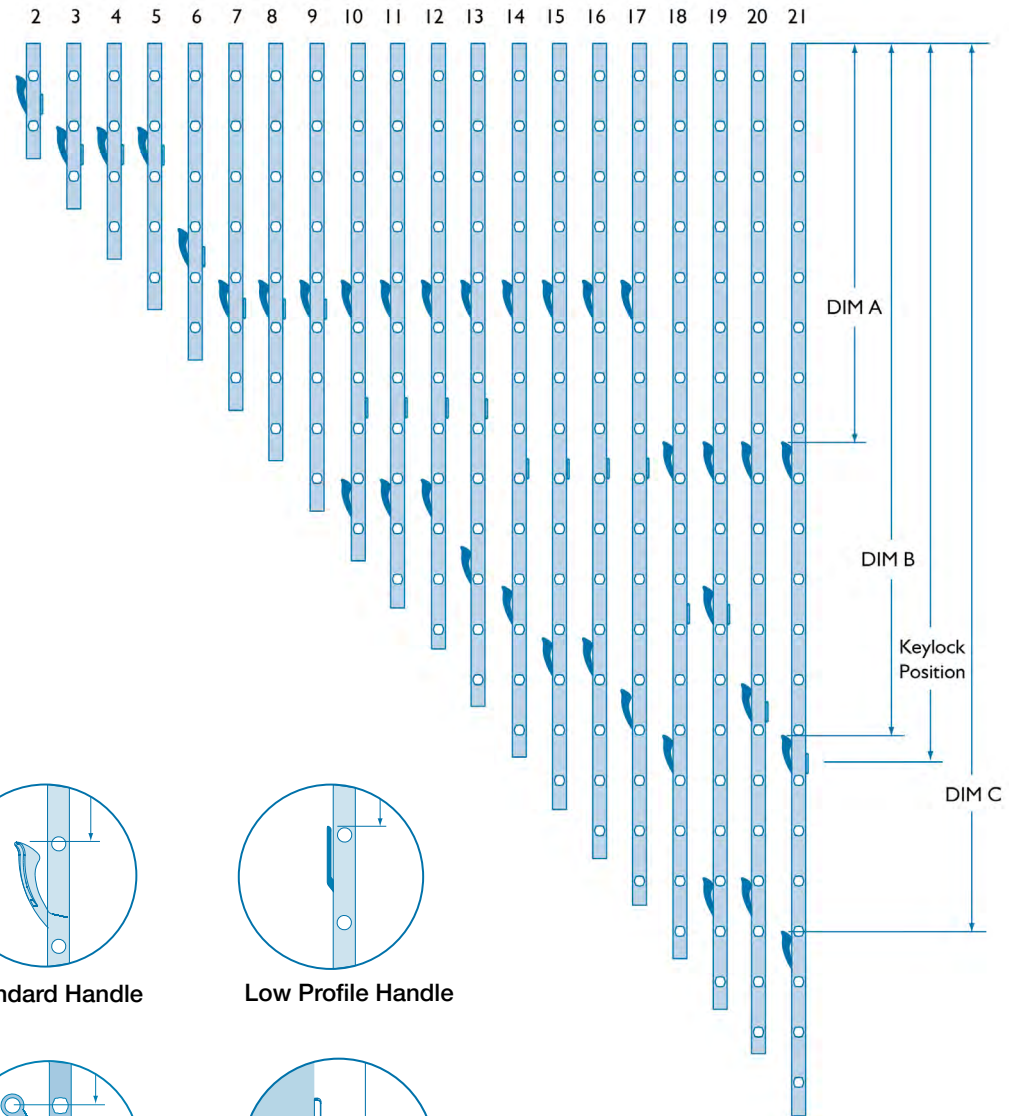 2 3 4 5 6 7 8 9 10 11 12 13 14 15 16 17 18 19 20 21
DIM A
DIM B
Keylock
Position
DIM C
ndard Handle
Low Profile Handle